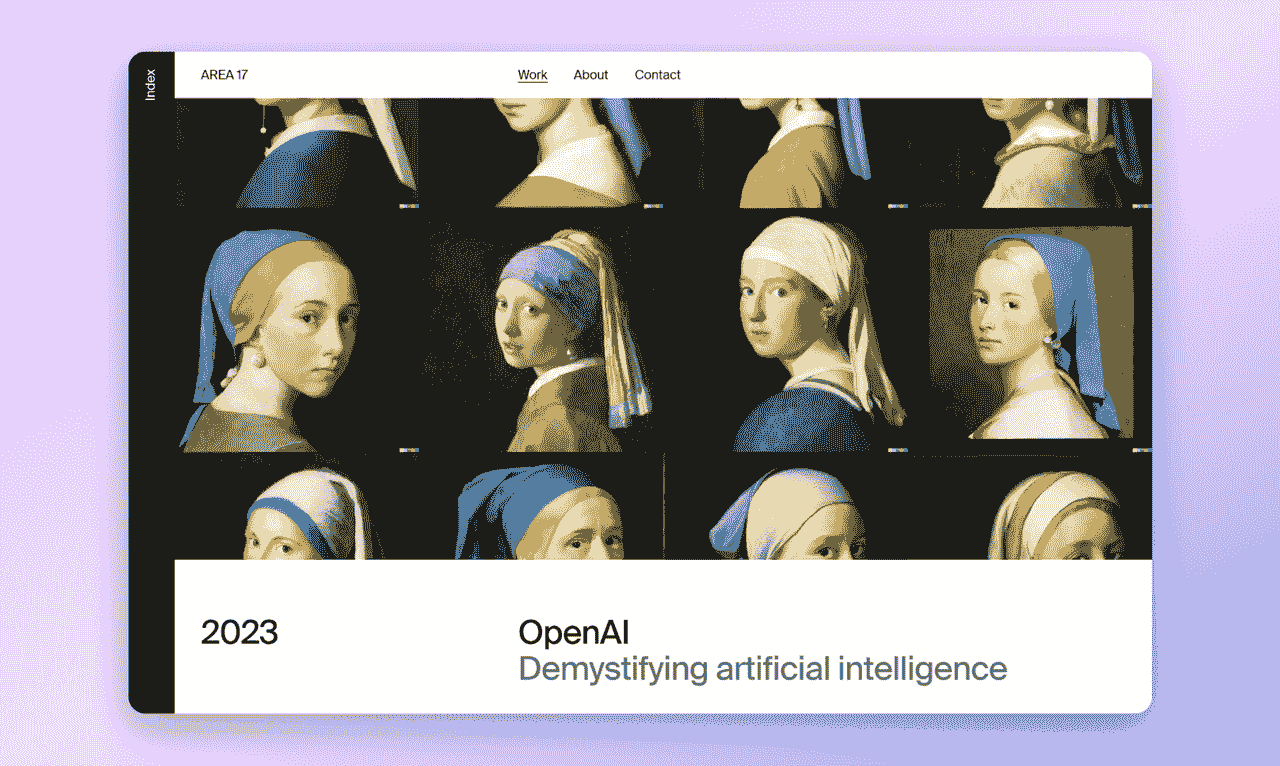 Index
AREA 17
Work About Contact
2023
OpenAI
Demystifying artificial intelligence